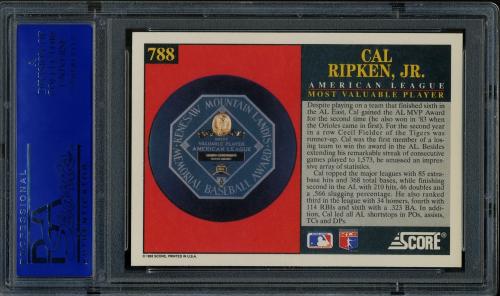 788
CAL
RIPKEN, JR.
AMERICAN LEAGUE
MOST VALUABLE PLAYER
Despite playing on a team that finished sixth
in the AL East, Cal gained the AL MVP Award
for the second time (he also won in '83 when
the Orioles came in first). For the second year
in a row Cecil Fielder of the Tigers was
runner-up. Cal was the first member of a los-
ing team to win the award in the AL. Besides
extending his remarkable streak of consecutive
games played to 1,573, he amassed an impres-
sive array of statistics.
Cal topped the major leagues with 85 extra-
base hits and 368 total bases, while finishing
second in the AL with 210 hits, 46 doubles and
a .566 slugging percentage. He also ranked
third in the league with 34 homers, fourth with
114 RBIs and sixth with a .323 BA. In addi-
tion, Cal led all AL shortstops in POs, assists,
TCs and DPs.
KENESAW MOUNTAIN LANDIS
MEMORIAL BASEBALL AWARD
VALUABLE PLAYER
AMERICAN LEAGUE
SCORE
© 1992 SCORE, PRINTED IN U.S.A.
PSA
PROFESSIONAL